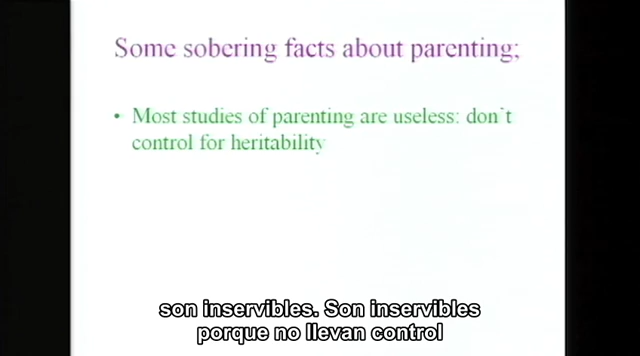 Some sobering facts about parenting;
• Most studies of parenting are useless: don`t
control for heritability
son inservibles. Son inservibles
porque no llevan control